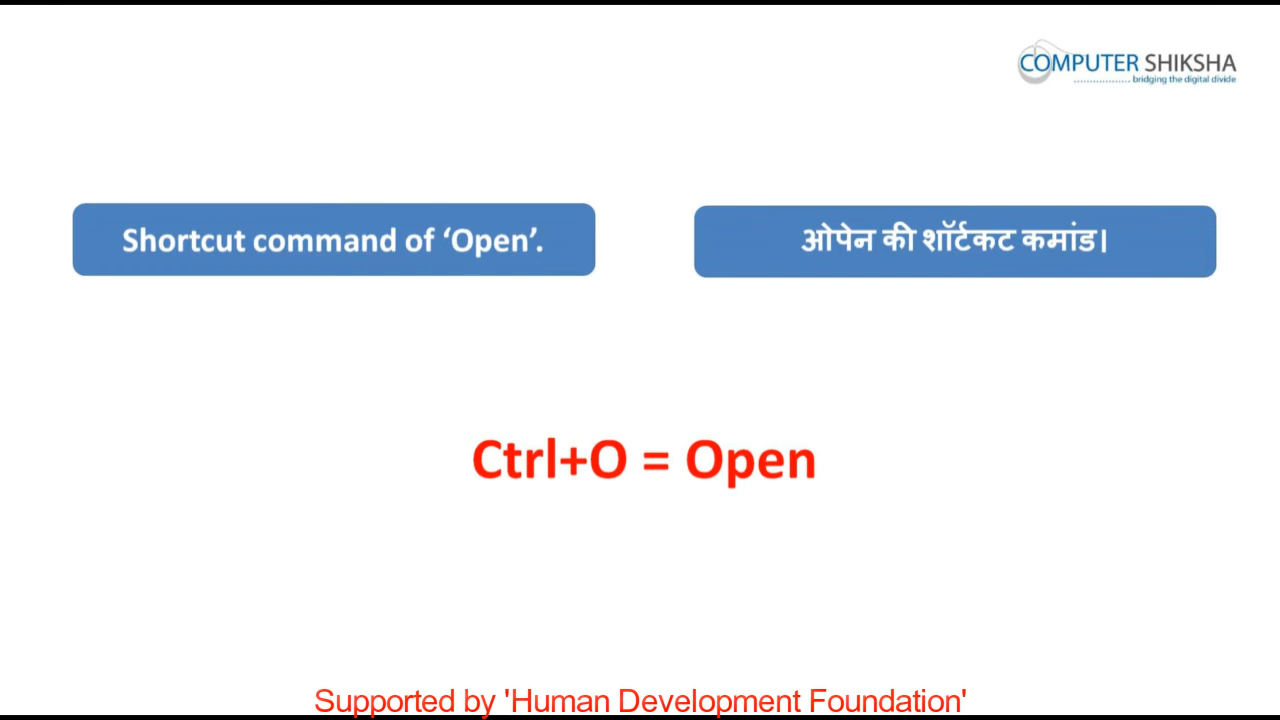 COMPUTER SHIKSHA
.................. bridging the digital divide
Shortcut command of ‘Open’.
ओपेन की शॉर्टकट कमांड।
Ctrl+O = Open
Supported by 'Human Development Foundation'